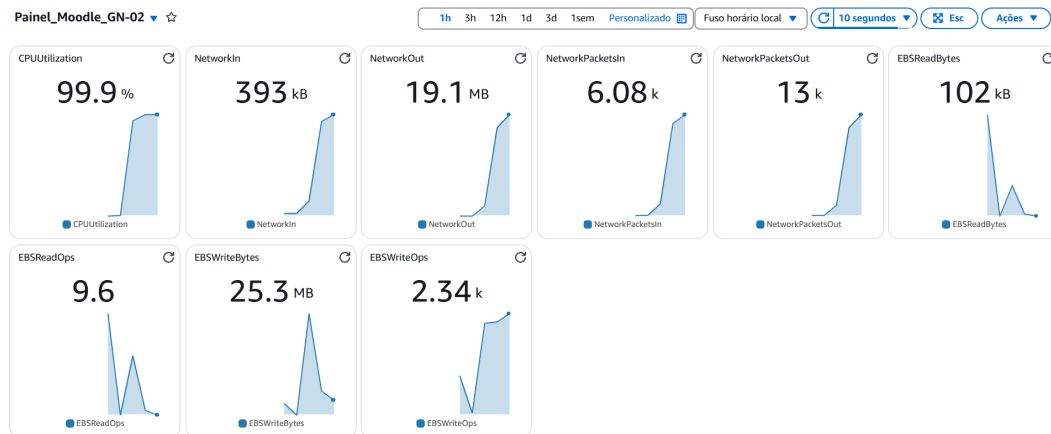 Painel_Moodle_GN-02
1h 3h 12h 1d 3d 1sem Personalizado
Fuso horário local
10 segundos
Esc
Ações
CPUUtilization
99.9 %
CPUUtilization
NetworkIn
393 kB
NetworkIn
NetworkOut
19.1 MB
NetworkOut
NetworkPacketsIn
6.08 k
NetworkPacketsIn
NetworkPacketsOut
13 k
NetworkPacketsOut
EBSReadBytes
102 kB
EBSReadBytes
EBSReadOps
9.6
EBSReadOps
EBSWriteBytes
25.3 MB
EBSWriteBytes
EBSWriteOps
2.34 k
EBSWriteOps